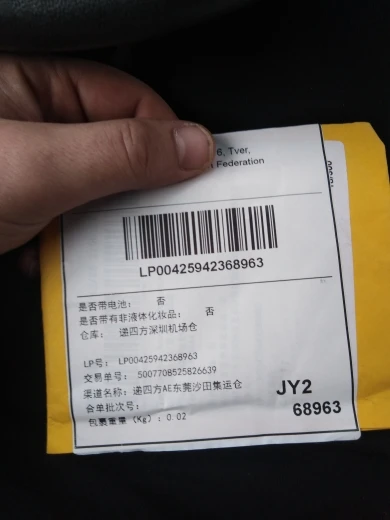 6, Tver,
Federation
LP00425942368963
是否带电池： 否
是否带有非液体化妆品： 否
仓库： 递四方深圳机场仓
LP号： LP00425942368963
交易单号： 5007708525826639
渠道名称：递四方AE东莞沙田集运仓
合单批次号：
包裹重量（Kg）：0.02
JY2
68963